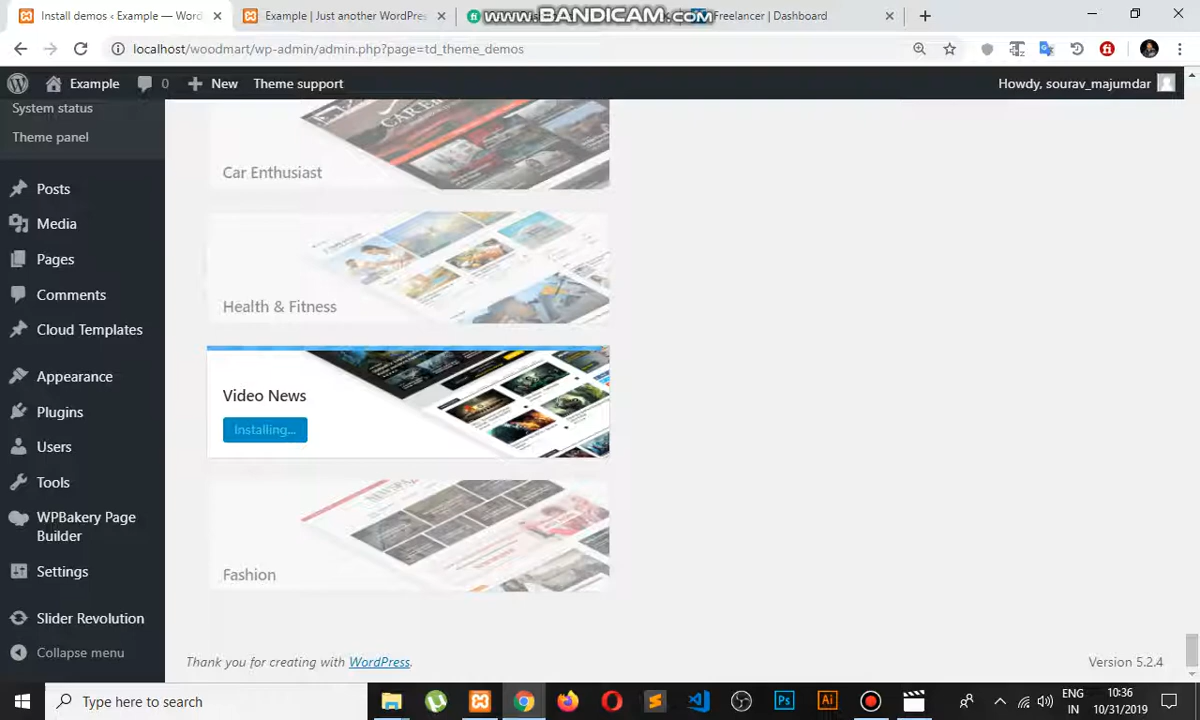 Install demos ‹ Example — Word
Example | Just another WordPres
Freelancer | Dashboard
www.BANDICAM.com
localhost/woodmart/wp-admin/admin.php?page=td_theme_demos
Example
0
New
Theme support
Howdy, sourav_majumdar
System status
Theme panel
Posts
Media
Pages
Comments
Cloud Templates
Appearance
Plugins
Users
Tools
WPBakery Page
Builder
Settings
Slider Revolution
Collapse menu
Car Enthusiast
Health & Fitness
Video News
Installing...
Fashion
Thank you for creating with WordPress.
Version 5.2.4
Type here to search
ENG
IN
10:36
10/31/2019